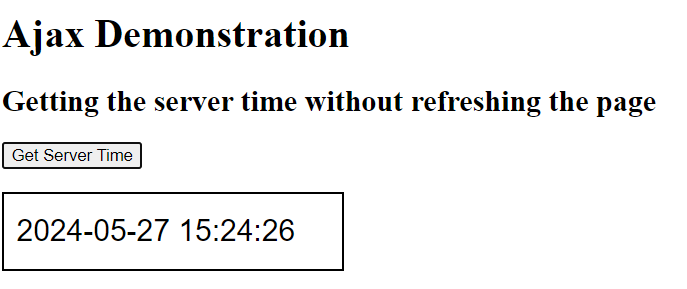 Ajax Demonstration
Getting the server time without refreshing the page
Get Server Time
2024-05-27 15:24:26